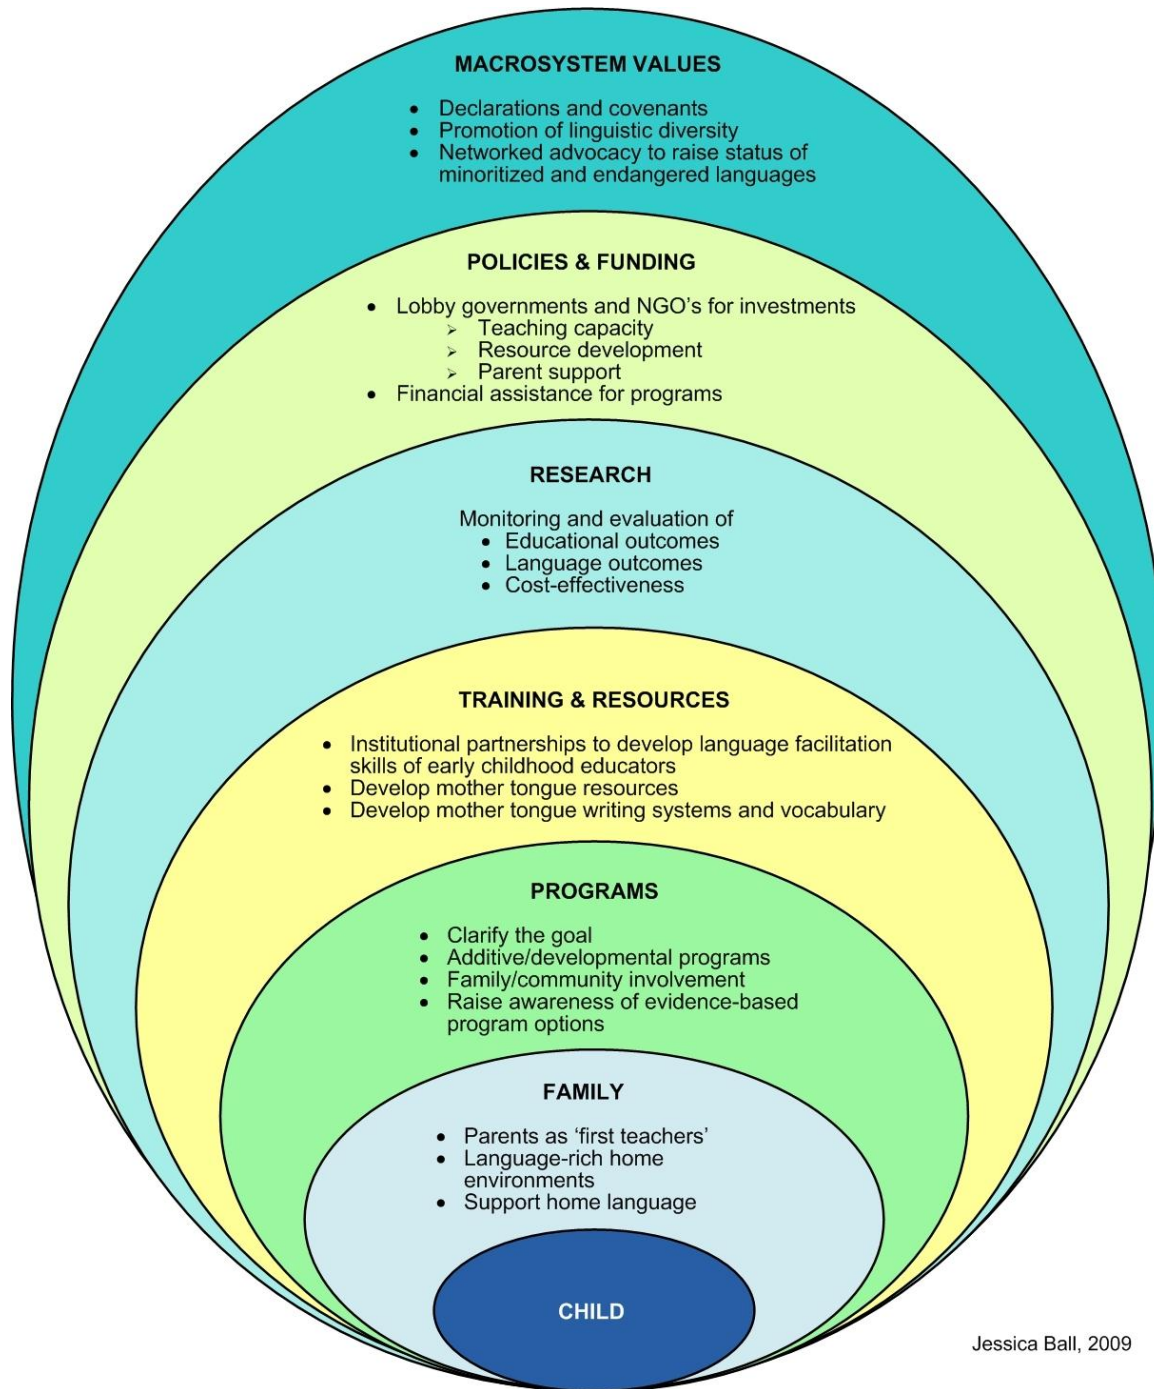 MACROSYSTEM VALUES
• Declarations and covenants
• Promotion of linguistic diversity
• Networked advocacy to raise status of
minoritized and endangered languages
POLICIES & FUNDING
• Lobby governments and NGO’s for investments
➢ Teaching capacity
➢ Resource development
➢ Parent support
• Financial assistance for programs
RESEARCH
Monitoring and evaluation of
• Educational outcomes
• Language outcomes
• Cost-effectiveness
TRAINING & RESOURCES
• Institutional partnerships to develop language facilitation
skills of early childhood educators
• Develop mother tongue resources
• Develop mother tongue writing systems and vocabulary
PROGRAMS
• Clarify the goal
• Additive/developmental programs
• Family/community involvement
• Raise awareness of evidence-based
program options
FAMILY
• Parents as ‘first teachers’
• Language-rich home
environments
• Support home language
CHILD
Jessica Ball, 2009